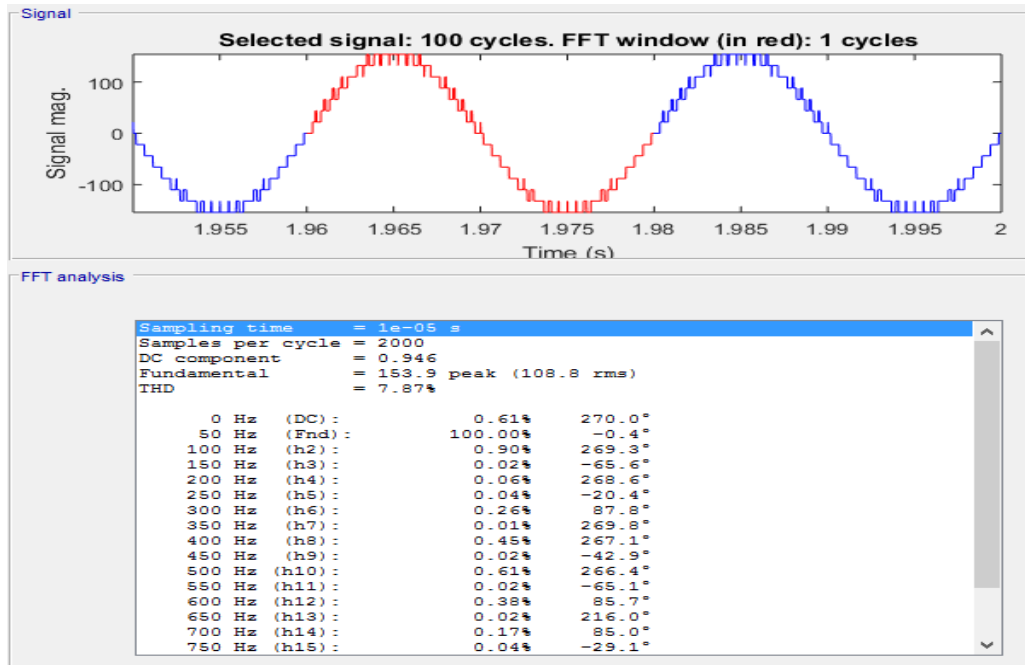 Signal
Selected signal: 100 cycles. FFT window (in red): 1 cycles
Signal mag.
100
0
-100
1.955 1.96 1.965 1.97 1.975 1.98 1.985 1.99 1.995 2
Time (s)
FFT analysis
Sampling time = 1e-05 s
Samples per cycle = 2000
DC component = 0.946
Fundamental = 153.9 peak (108.8 rms)
THD = 7.87%
0 Hz (DC): 0.61% 270.0°
50 Hz (Fnd): 100.00% -0.4°
100 Hz (h2): 0.90% 269.3°
150 Hz (h3): 0.02% -65.6°
200 Hz (h4): 0.06% 268.6°
250 Hz (h5): 0.04% -20.4°
300 Hz (h6): 0.26% 87.8°
350 Hz (h7): 0.01% 269.8°
400 Hz (h8): 0.45% 267.1°
450 Hz (h9): 0.02% -42.9°
500 Hz (h10): 0.61% 266.4°
550 Hz (h11): 0.02% -65.1°
600 Hz (h12): 0.38% 85.7°
650 Hz (h13): 0.02% 216.0°
700 Hz (h14): 0.17% 85.0°
750 Hz (h15): 0.04% -29.1°